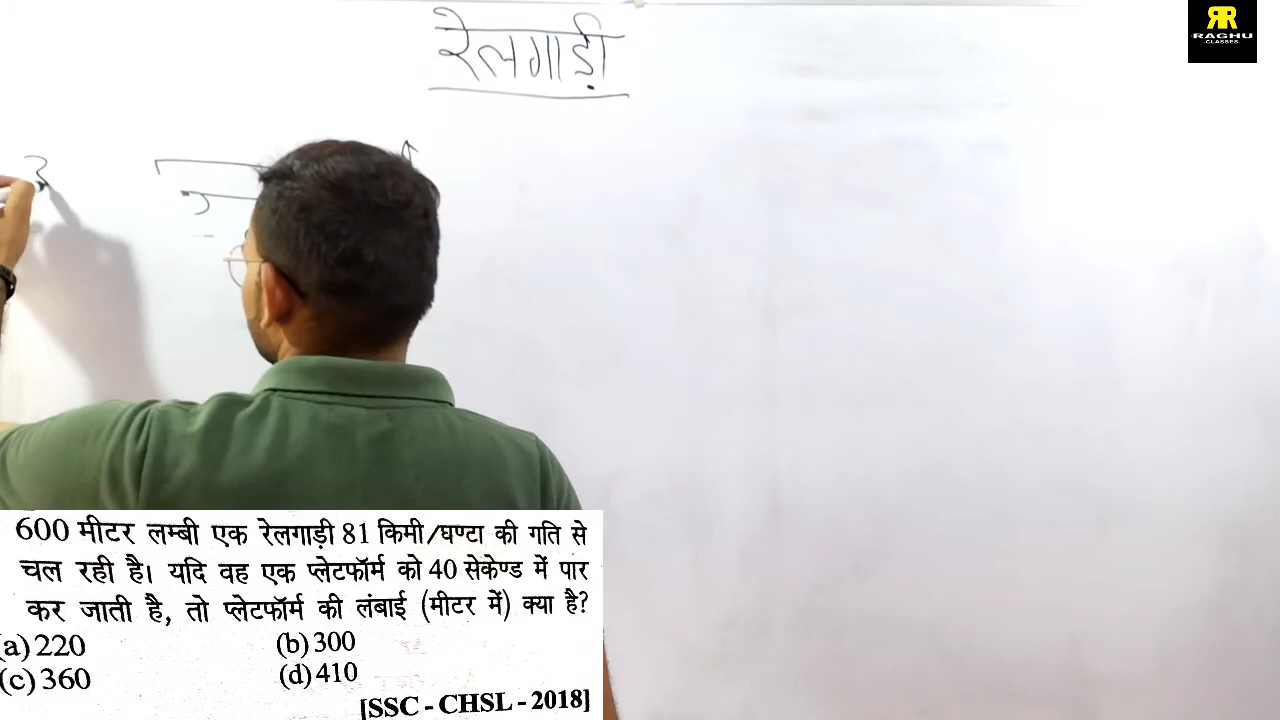 रेलगाड़ी
RAGHU
CLASSES
600 मीटर लम्बी एक रेलगाड़ी 81 किमी/घण्टा की गति से
चल रही है। यदि वह एक प्लेटफॉर्म को 40 सेकेण्ड में पार
कर जाती है, तो प्लेटफॉर्म की लंबाई (मीटर में) क्या है?
(a) 220 (b) 300
(c) 360 (d) 410
[SSC - CHSL - 2018]